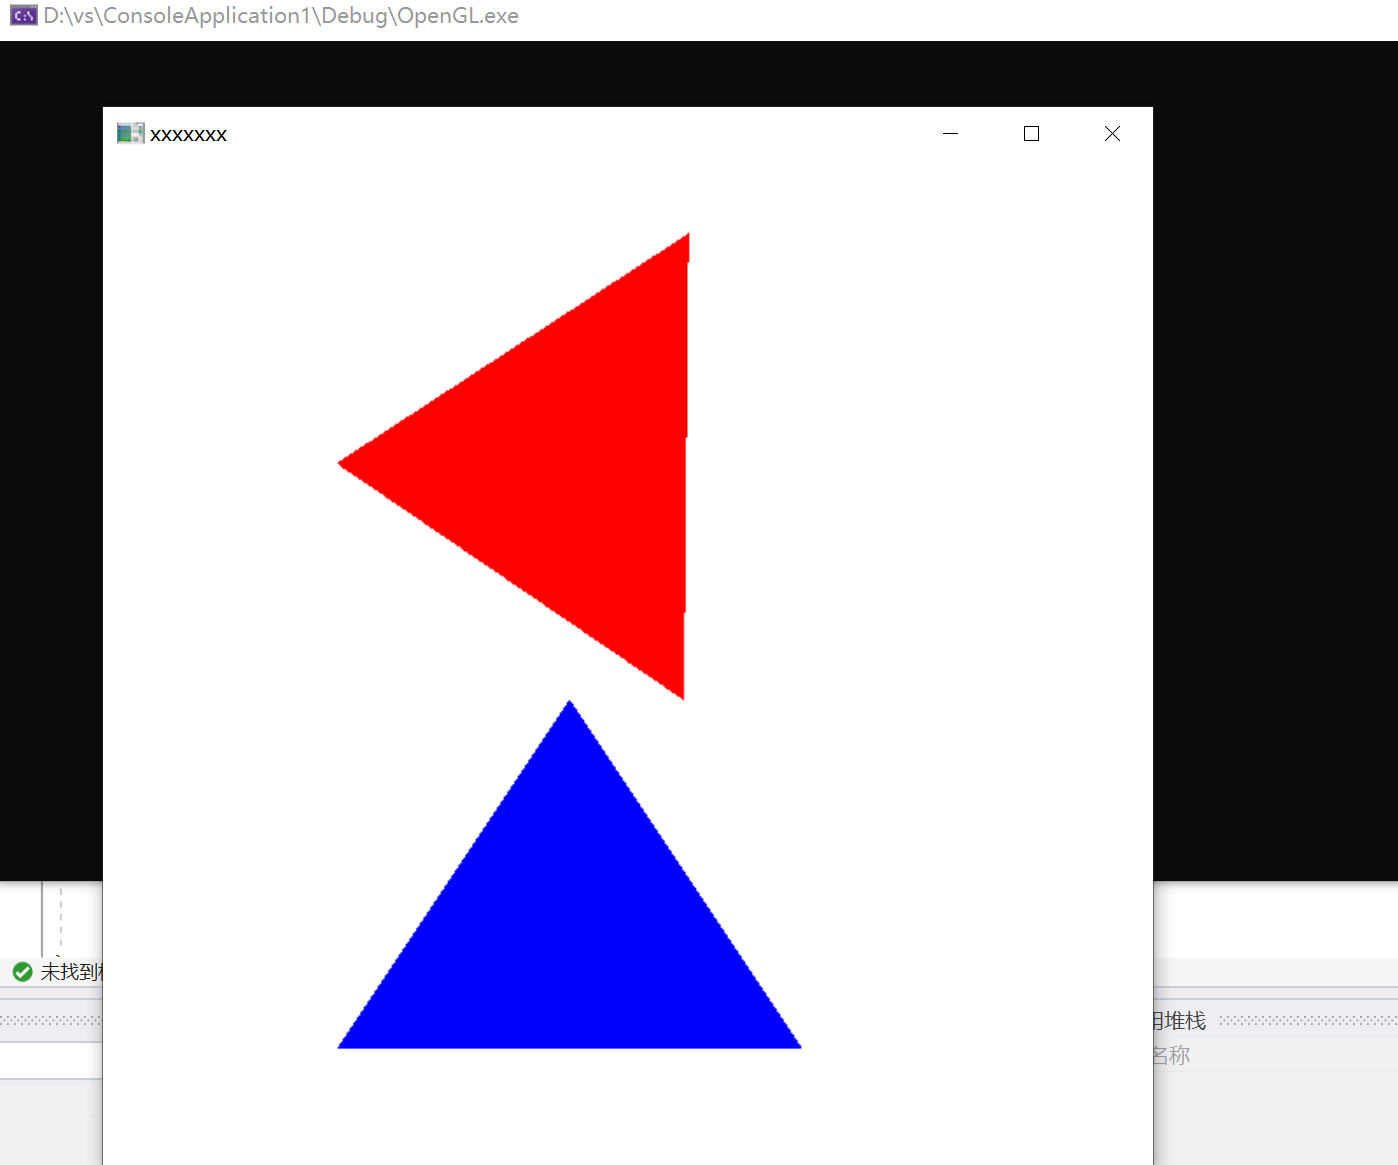 D:\vs\ConsoleApplication1\Debug\OpenGL.exe
xxxxxxx
未找到
用堆栈
名称